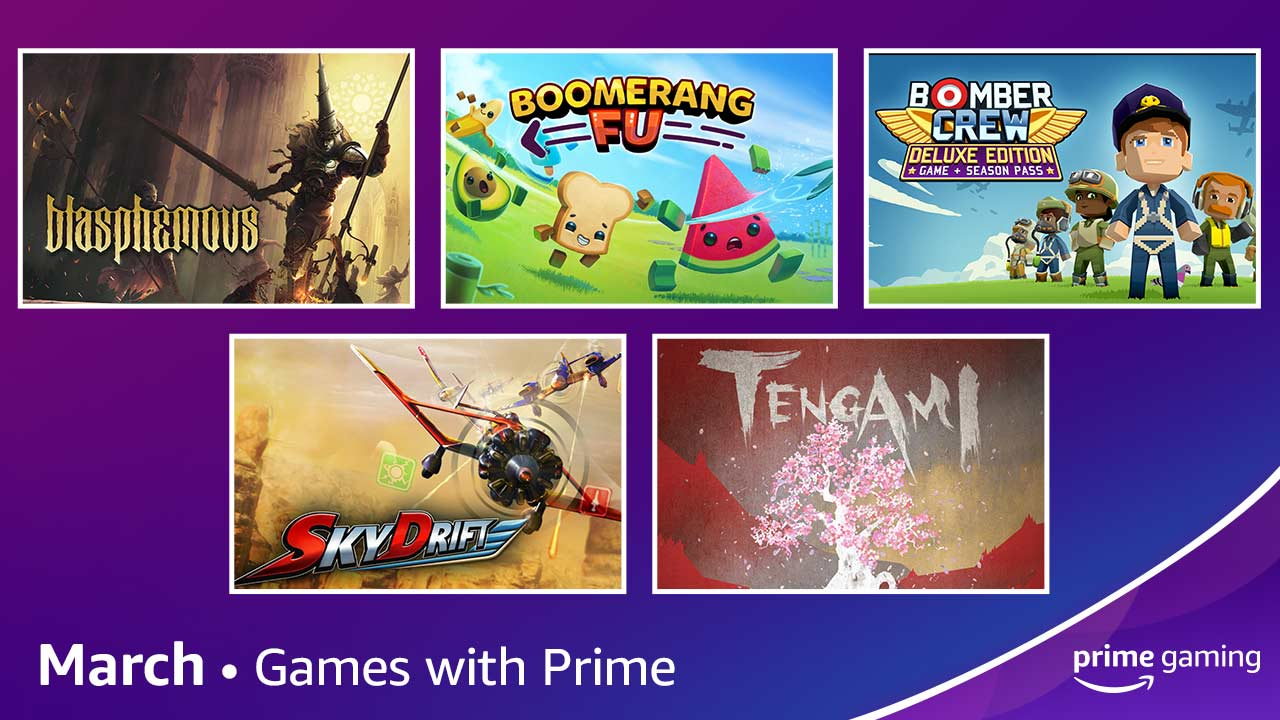 blasphemous
BOOMERANG
FU
BOMBER
CREW
DELUXE EDITION
GAME + SEASON PASS
SKYDRIFT
TENGAMI
March • Games with Prime
prime gaming